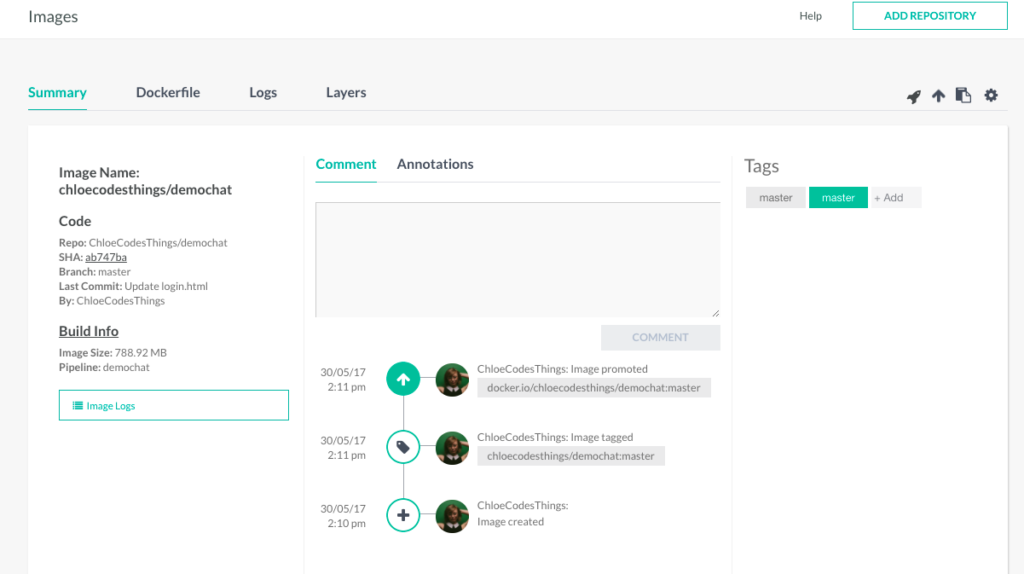 Images
Help
ADD REPOSITORY
Summary
Dockerfile
Logs
Layers
Image Name:
chloecodesthings/demochat
Code
Repo: ChloeCodesThings/demochat
SHA: ab747ba
Branch: master
Last Commit: Update login.html
By: ChloeCodesThings
Build Info
Image Size: 788.92 MB
Pipeline: demochat
Image Logs
Comment
Annotations
COMMENT
30/05/17
2:11 pm
ChloeCodesThings: Image promoted
docker.io/chloecodesthings/demochat:master
30/05/17
2:11 pm
ChloeCodesThings: Image tagged
chloecodesthings/demochat:master
30/05/17
2:10 pm
ChloeCodesThings:
Image created
Tags
master
master
+ Add